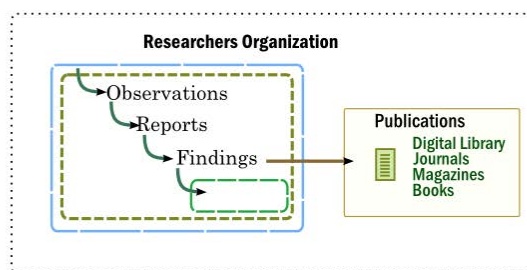 Researchers Organization
Observations
Reports
Findings
Publications
Digital Library
Journals
Magazines
Books